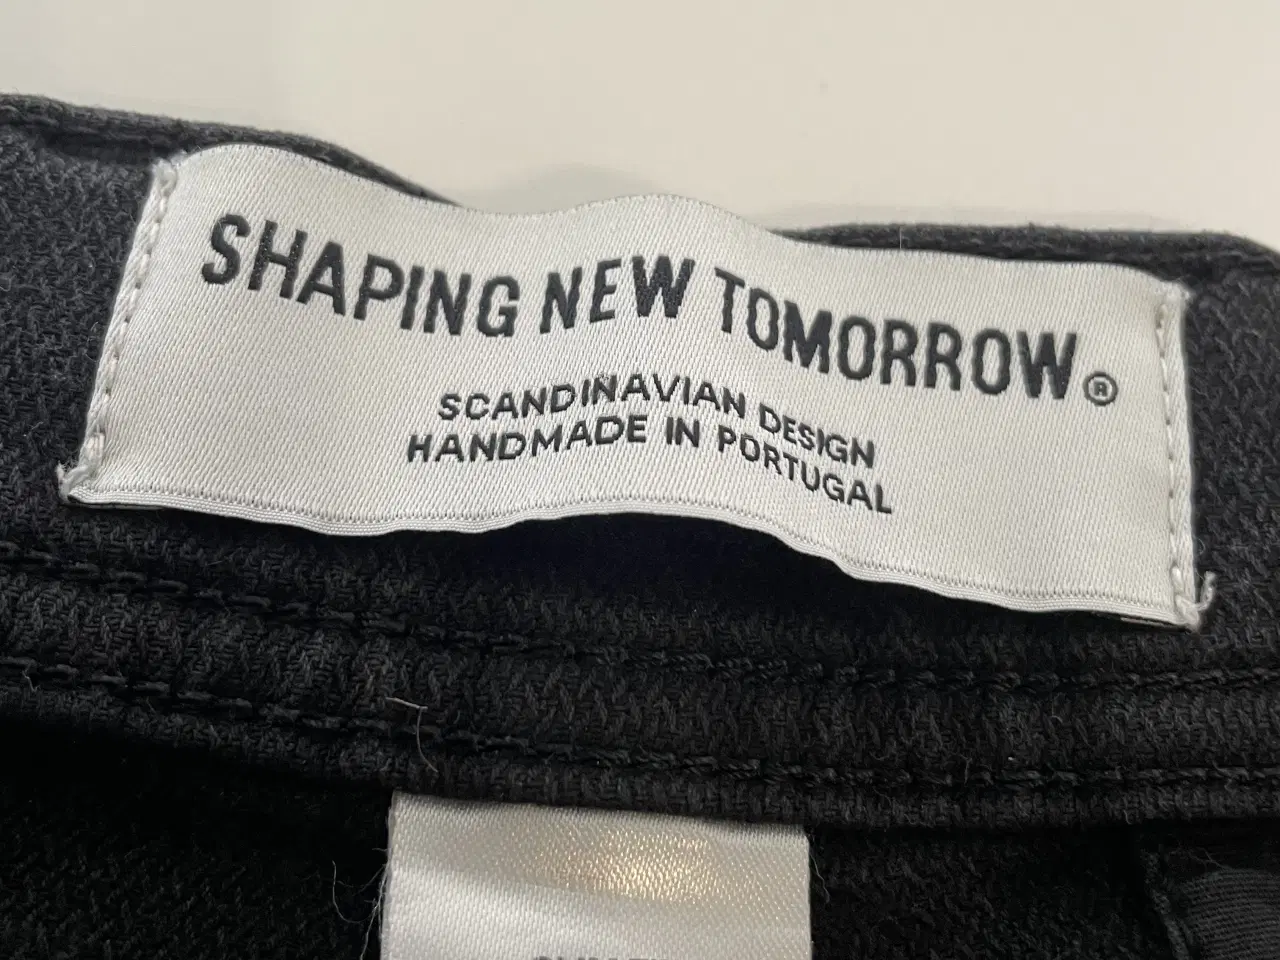 SHAPING NEW TOMORROW®
SCANDINAVIAN DESIGN
HANDMADE IN PORTUGAL